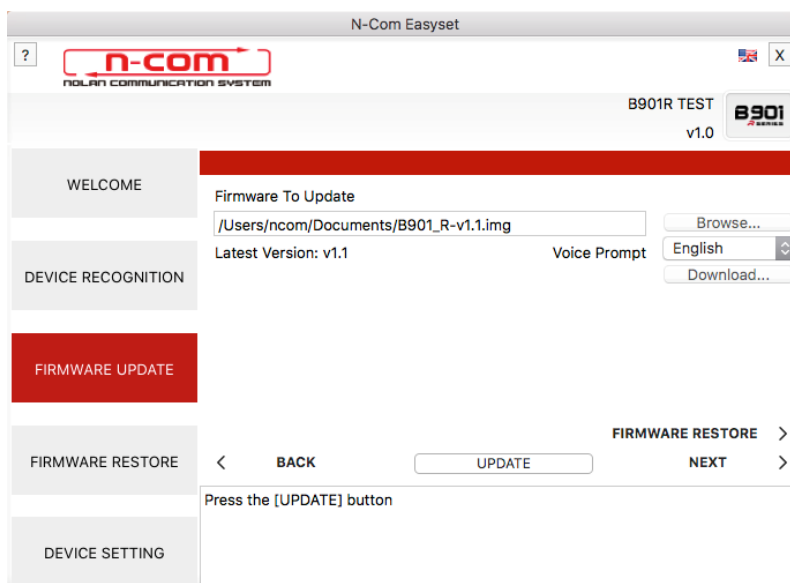 N-Com Easyset
?
n-com
X
NOLAN COMMUNICATION SYSTEM
B901R TEST
v1.0
B901
R SERIES
WELCOME
Firmware To Update
/Users/ncom/Documents/B901_R-v1.1.img
Browse...
Latest Version: v1.1
Voice Prompt
English
DEVICE RECOGNITION
Download...
FIRMWARE UPDATE
FIRMWARE RESTORE >
FIRMWARE RESTORE
< BACK
UPDATE
NEXT >
Press the [UPDATE] button
DEVICE SETTING